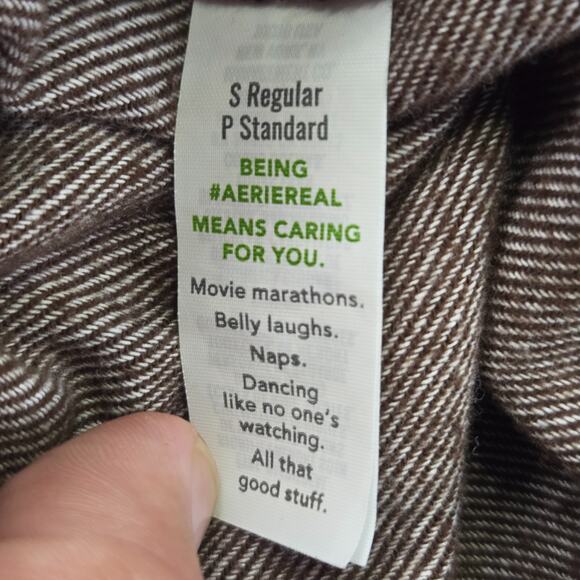 S Regular
P Standard
BEING
#AERIEREAL
MEANS CARING
FOR YOU.
Movie marathons.
Belly laughs.
Naps.
Dancing
like no one's
watching.
All that
good stuff.